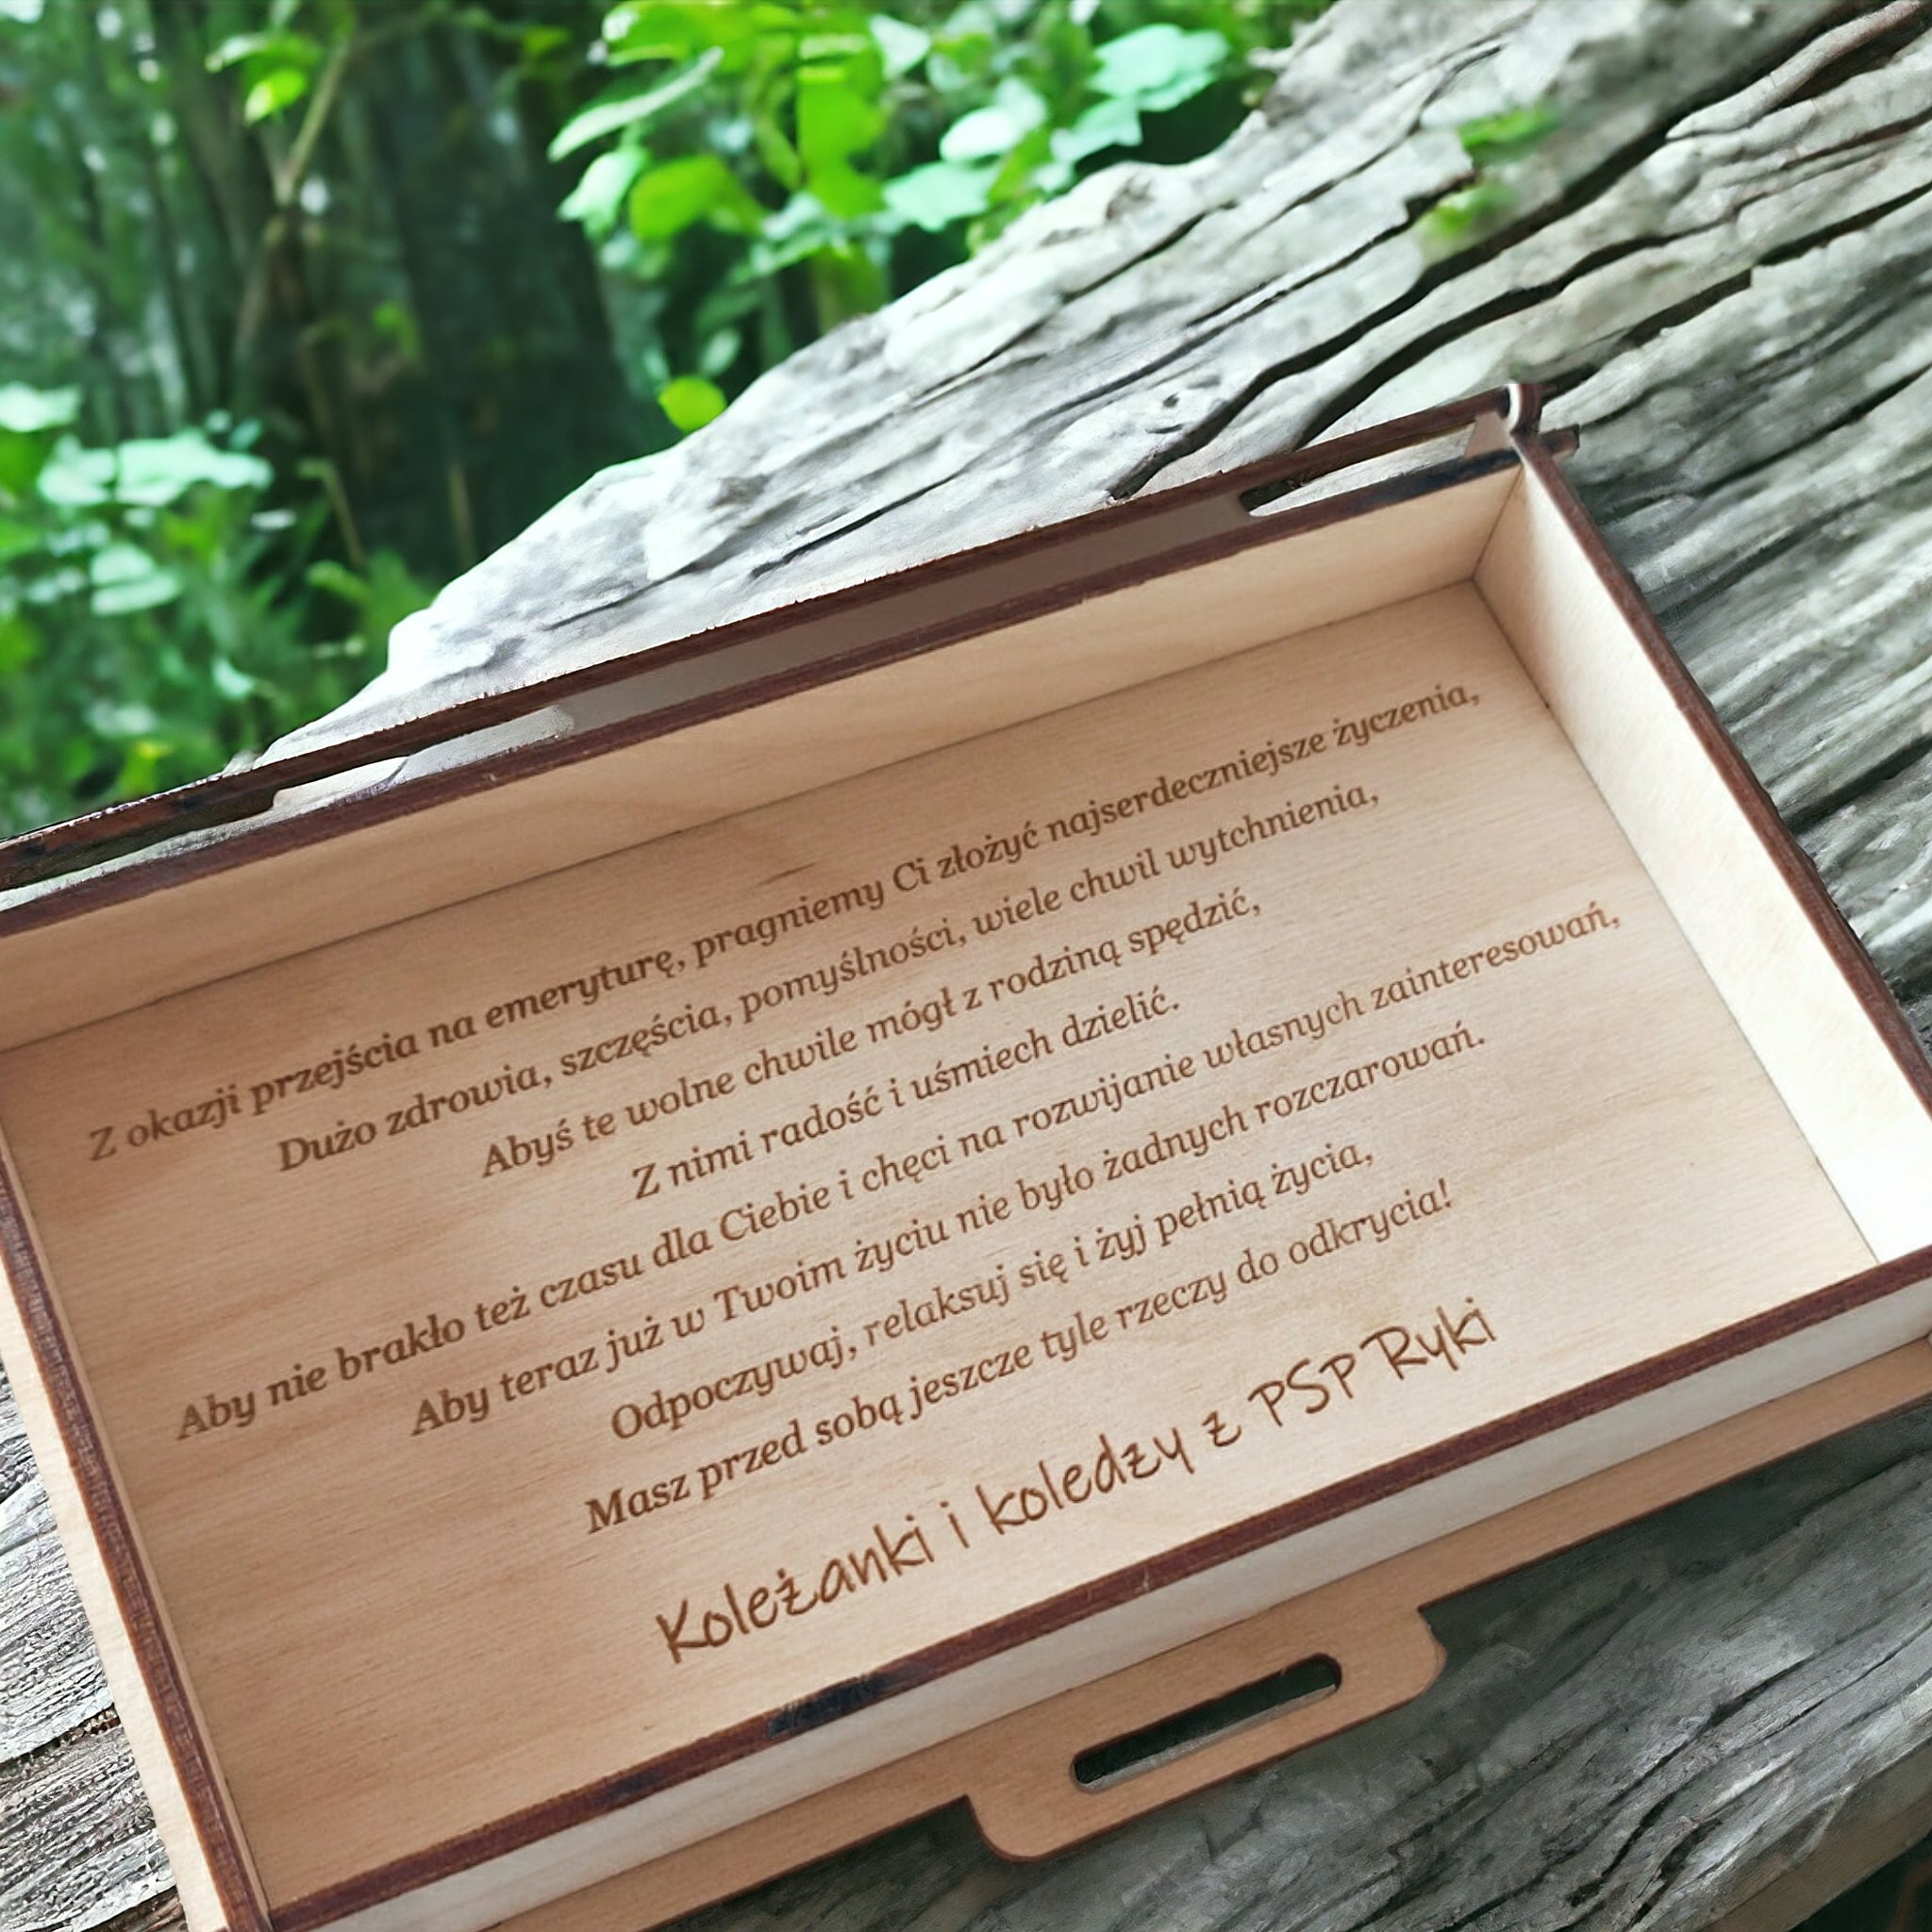 Z okazji przejścia na emeryturę, pragniemy Ci złożyć najserdeczniejsze życzenia,
Dużo zdrowia, szczęścia, pomyślności, wiele chwil wytchnienia,
Abyś te wolne chwile mógł z rodziną spędzić,
Z nimi radość i uśmiech dzielić.
Aby nie brakło też czasu dla Ciebie i chęci na rozwijanie własnych zainteresowań,
Aby teraz już w Twoim życiu nie było żadnych rozczarowań.
Odpoczywaj, relaksuj się i żyj pełnią życia,
Masz przed sobą jeszcze tyle rzeczy do odkrycia!
Koleżanki i koledzy z PSP Ryki